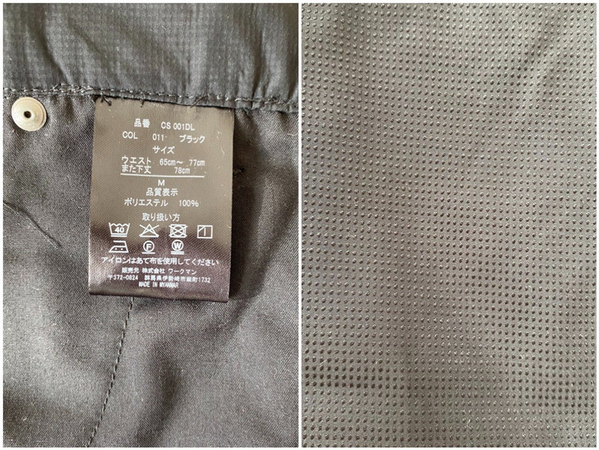 品番 CS 001DL
COL 011 ブラック
サイズ
ウエスト 65cm〜 77cm
また下丈 78cm
M
品質表示
ポリエステル 100%
取り扱い方
40 F W
アイロンはあて布を使用してください
販売元 株式会社 ワークマン
〒372-0824 群馬県伊勢崎市柴町1732
MADE IN MYANMAR